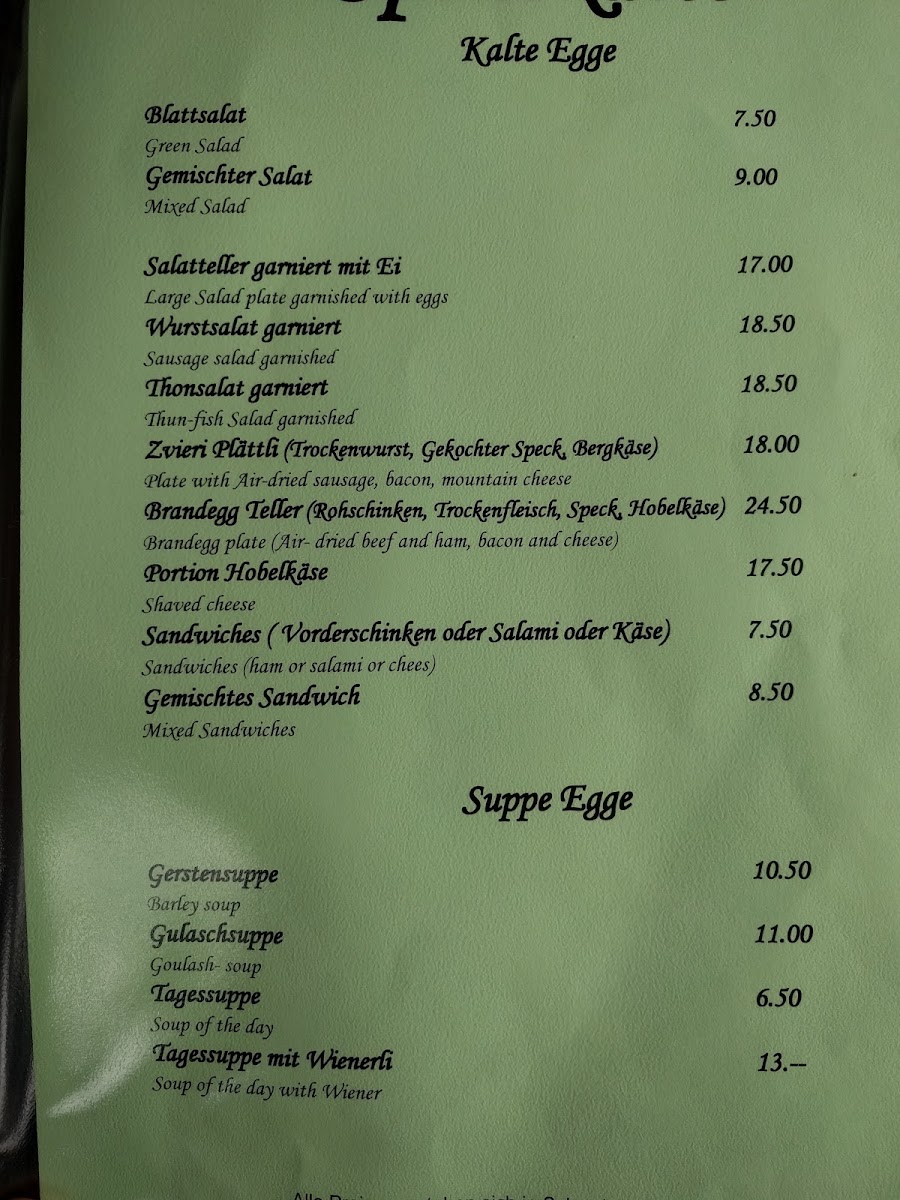 Kalte Egge
Blattsalat 7.50
Green Salad
Gemischter Salat 9.00
Mixed Salad
Salatteller garniert mit Ei 17.00
Large Salad plate garnished with eggs
Wurstsalat garniert 18.50
Sausage salad garnished
Thonsalat garniert 18.50
Thun-fish Salad garnished
Zvieri Plättli (Trockenwurst, Gekochter Speck, Bergkäse) 18.00
Plate with Air-dried sausage, bacon, mountain cheese
Brandegg Teller (Rohschinken, Trockenfleisch, Speck, Hobelkäse) 24.50
Brandegg plate (Air- dried beef and ham, bacon and cheese)
Portion Hobelkäse 17.50
Shaved cheese
Sandwiches ( Vorderschinken oder Salami oder Käse) 7.50
Sandwiches (ham or salami or chees)
Gemischtes Sandwich 8.50
Mixed Sandwiches
Suppe Egge
Gerstensuppe 10.50
Barley soup
Gulaschsuppe 11.00
Goulash- soup
Tagessuppe 6.50
Soup of the day
Tagessuppe mit Wienerli 13.--
Soup of the day with Wiener